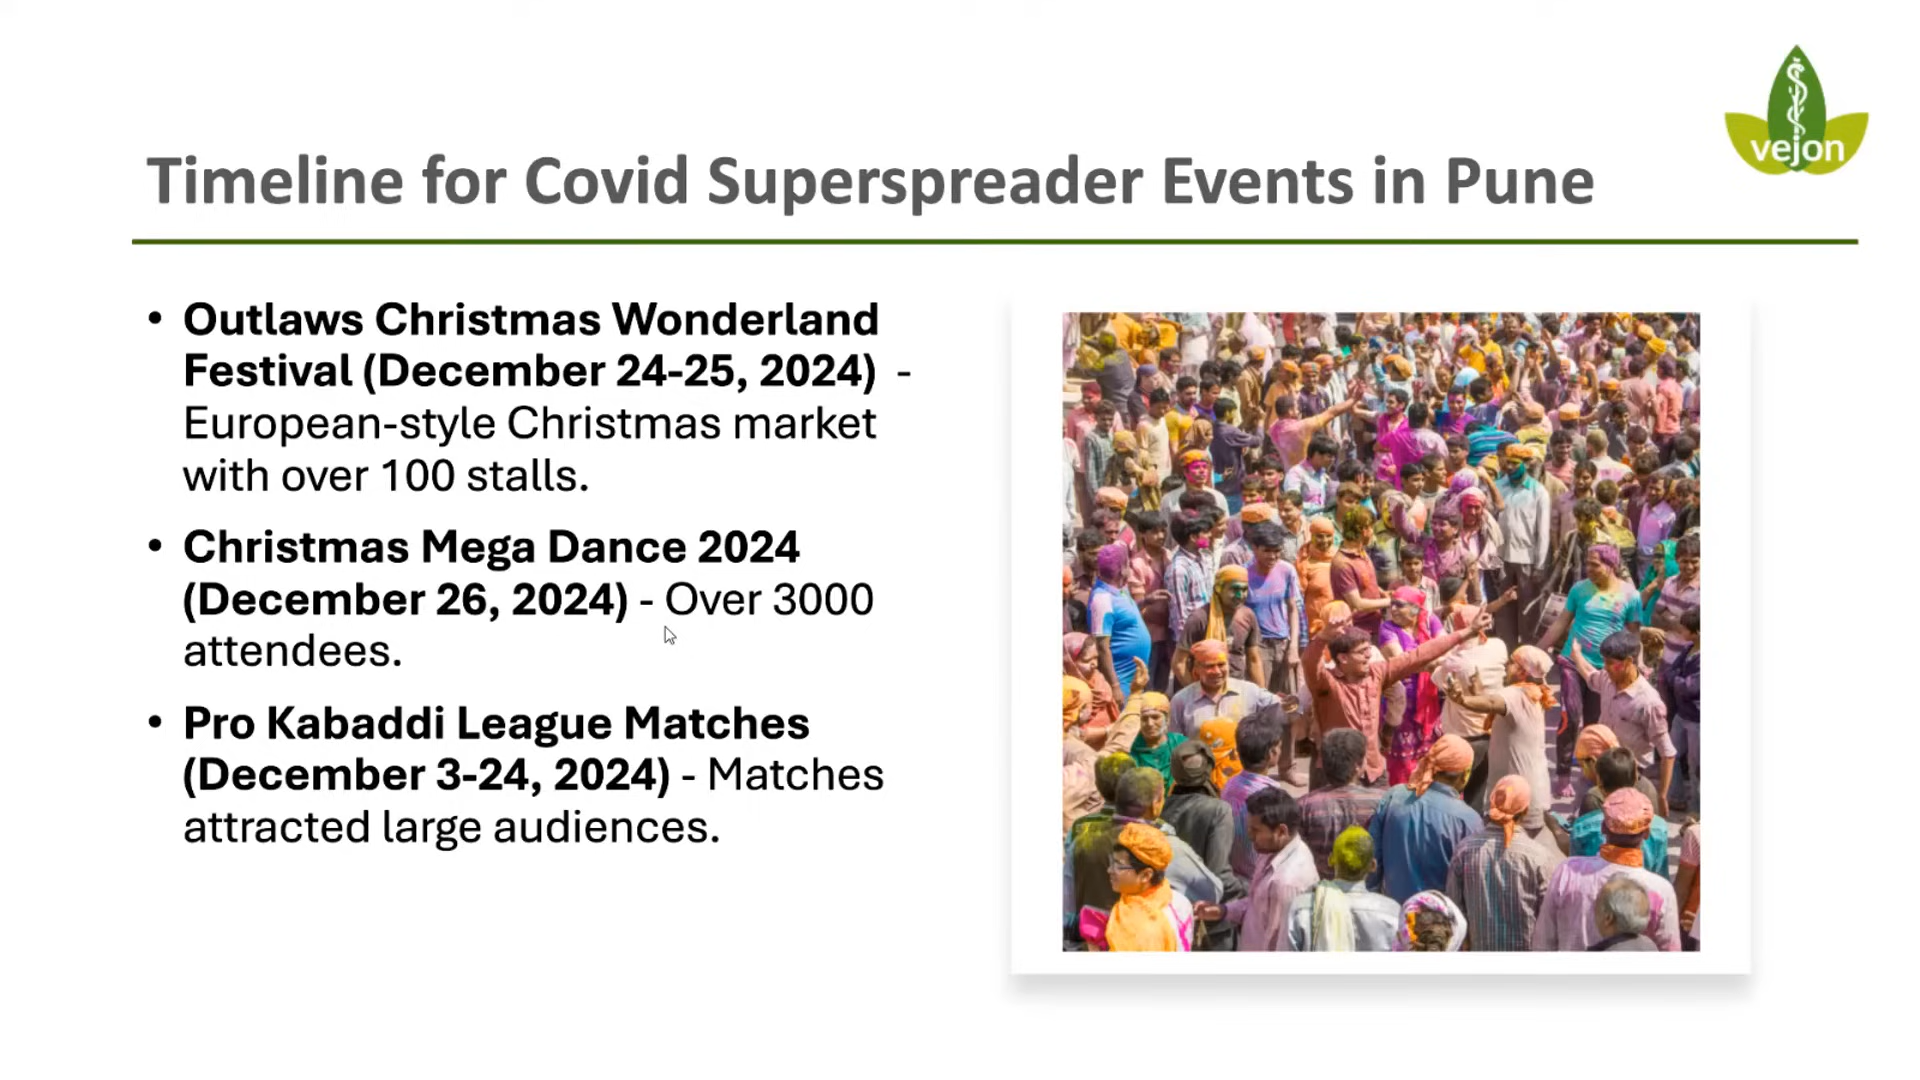 vejon
Timeline for Covid Superspreader Events in Pune
• Outlaws Christmas Wonderland
Festival (December 24-25, 2024) -
European-style Christmas market
with over 100 stalls.
• Christmas Mega Dance 2024
(December 26, 2024) - Over 3000
attendees.
• Pro Kabaddi League Matches
(December 3-24, 2024) - Matches
attracted large audiences.